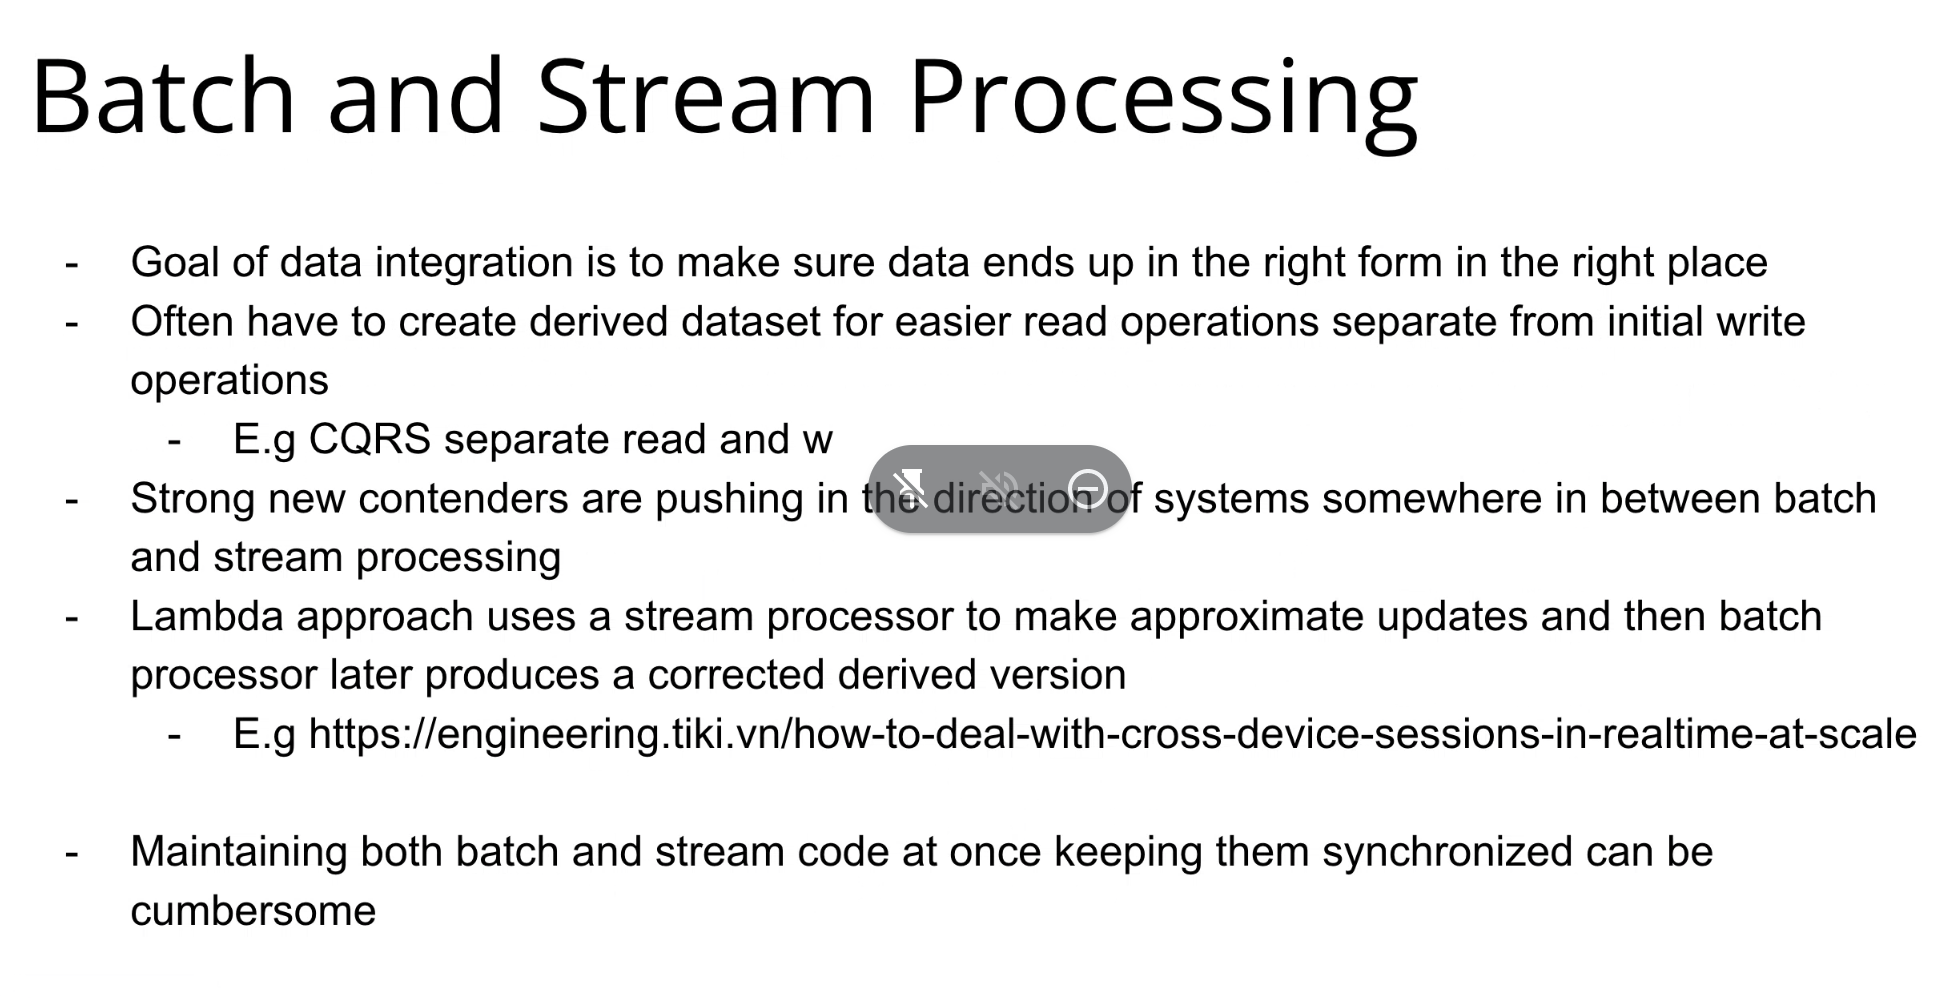 Batch and Stream Processing
- Goal of data integration is to make sure data ends up in the right form in the right place
- Often have to create derived dataset for easier read operations separate from initial write
operations
- E.g CQRS separate read and w
- Strong new contenders are pushing in the direction of systems somewhere in between batch
and stream processing
- Lambda approach uses a stream processor to make approximate updates and then batch
processor later produces a corrected derived version
- E.g https://engineering.tiki.vn/how-to-deal-with-cross-device-sessions-in-realtime-at-scale
- Maintaining both batch and stream code at once keeping them synchronized can be
cumbersome